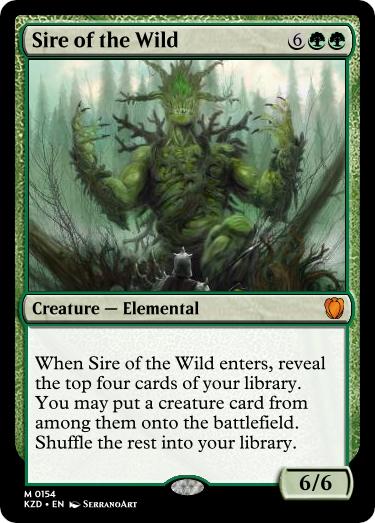 Sire of the Wild 6
Creature — Elemental
When Sire of the Wild enters, reveal
the top four cards of your library.
You may put a creature card from
among them onto the battlefield.
Shuffle the rest into your library.
6/6
M 0154
KZD • EN SerranoArt